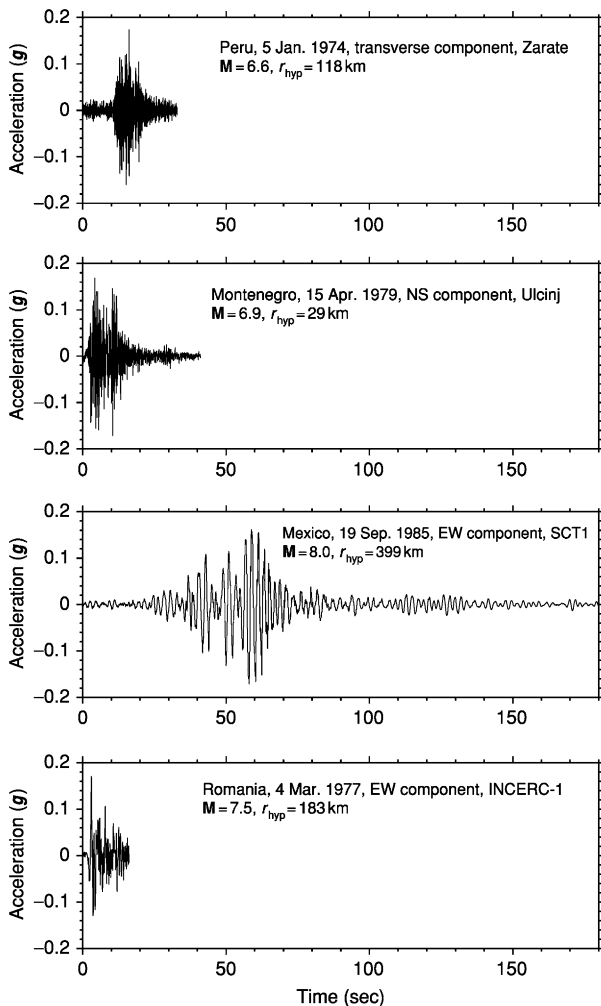 0.2
Peru, 5 Jan. 1974, transverse component, Zarate
M = 6.6, rhyp = 118 km
0.1
0
−0.1
−0.2
Acceleration (g)
0 50 100 150
0.2
Montenegro, 15 Apr. 1979, NS component, Ulcinj
M = 6.9, rhyp = 29 km
0.1
0
−0.1
−0.2
Acceleration (g)
0 50 100 150
0.2
Mexico, 19 Sep. 1985, EW component, SCT1
M = 8.0, rhyp = 399 km
0.1
0
−0.1
−0.2
Acceleration (g)
0 50 100 150
0.2
Romania, 4 Mar. 1977, EW component, INCERC-1
M = 7.5, rhyp = 183 km
0.1
0
−0.1
−0.2
Acceleration (g)
0 50 100 150
Time (sec)